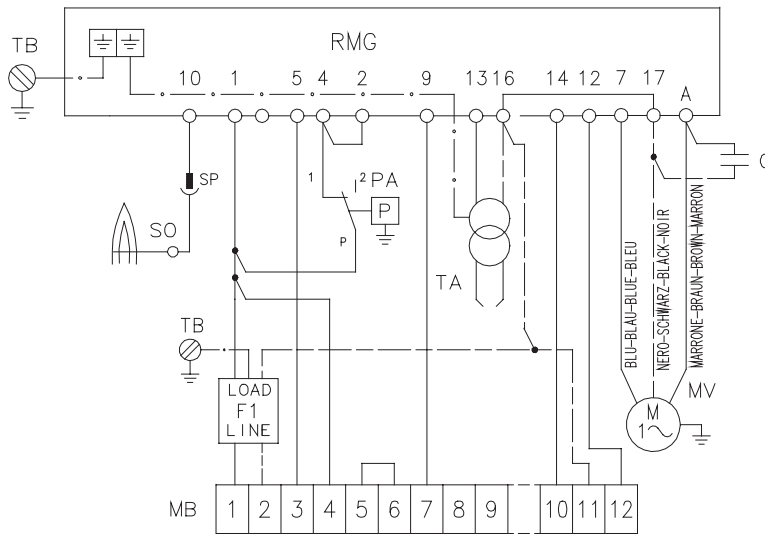 RMG
TB
10 1 5 4 2 9 13 16 14 12 7 17 A
SP
1 2 PA
P
P
SO
TA
TB
LOAD
F1
LINE
BLU-BLAU-BLUE-BLEU
NERO-SCHWARZ-BLACK-NOIR
MARRONE-BRAUN-BROWN-MARRON
MV
M
1~
MB 1 2 3 4 5 6 7 8 9 10 11 12